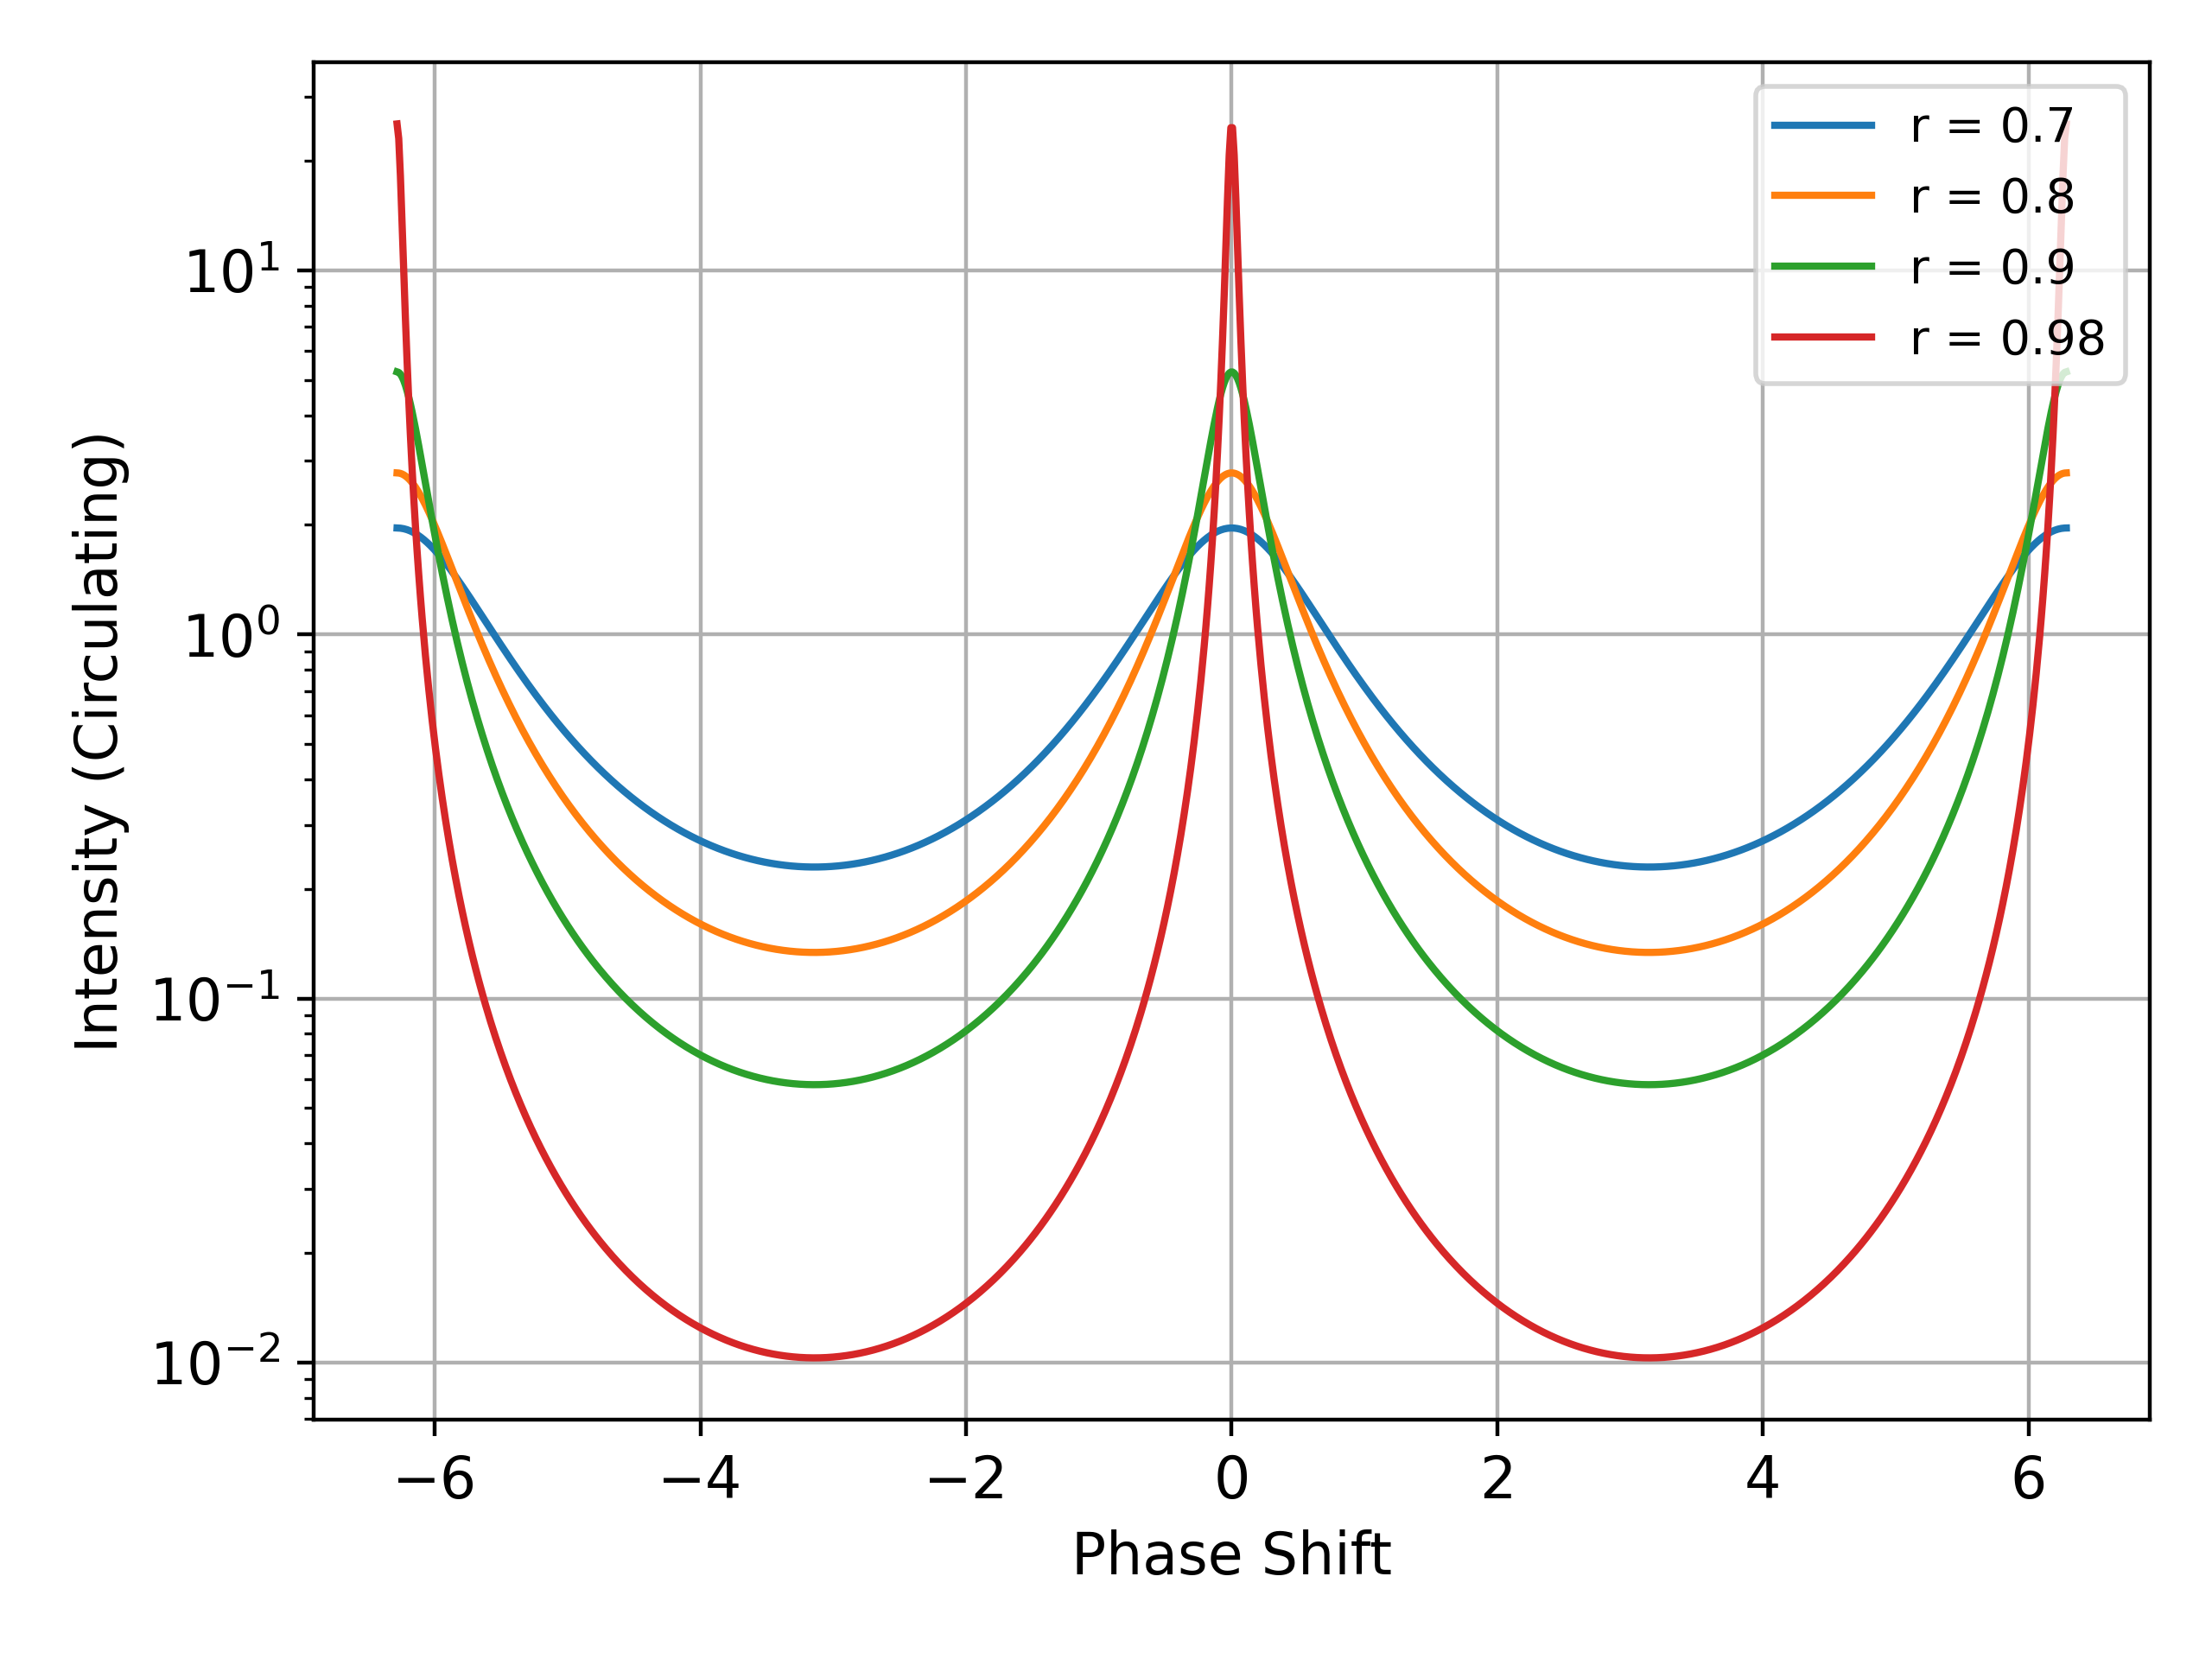 r = 0.7
r = 0.8
r = 0.9
r = 0.98
10¹
10⁰
10⁻¹
10⁻²
Intensity (Circulating)
−6 −4 −2 0 2 4 6
Phase Shift